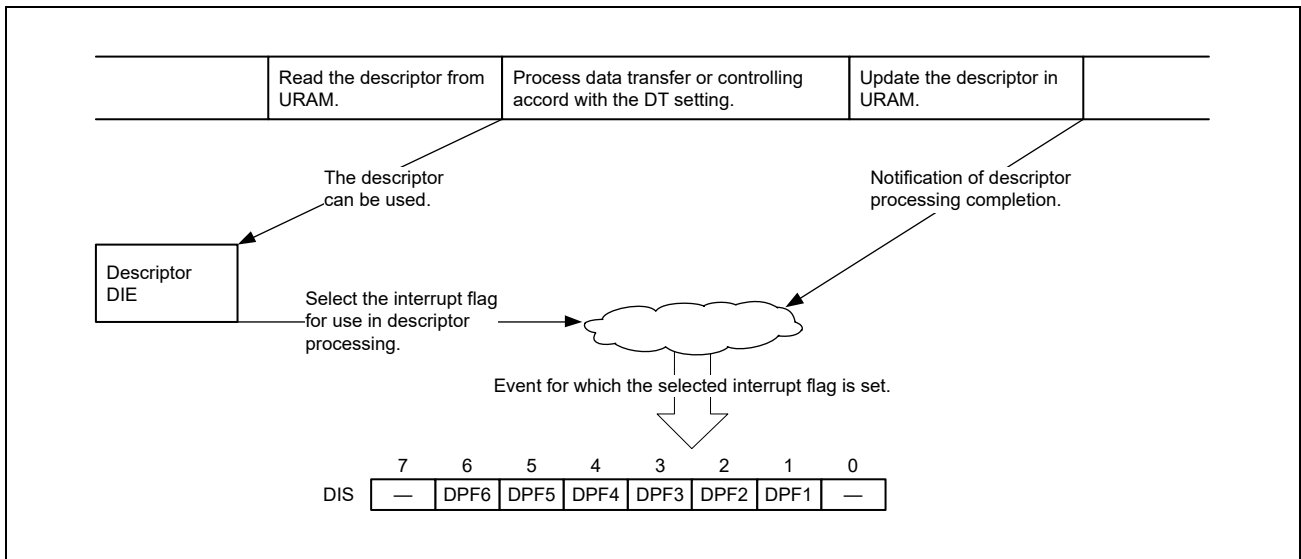 Read the descriptor from
URAM.
Process data transfer or controlling
accord with the DT setting.
Update the descriptor in
URAM.
The descriptor
can be used.
Notification of descriptor
processing completion.
Descriptor
DIE
Select the interrupt flag
for use in descriptor
processing.
Event for which the selected interrupt flag is set.
7 6 5 4 3 2 1 0
DIS — DPF6 DPF5 DPF4 DPF3 DPF2 DPF1 —